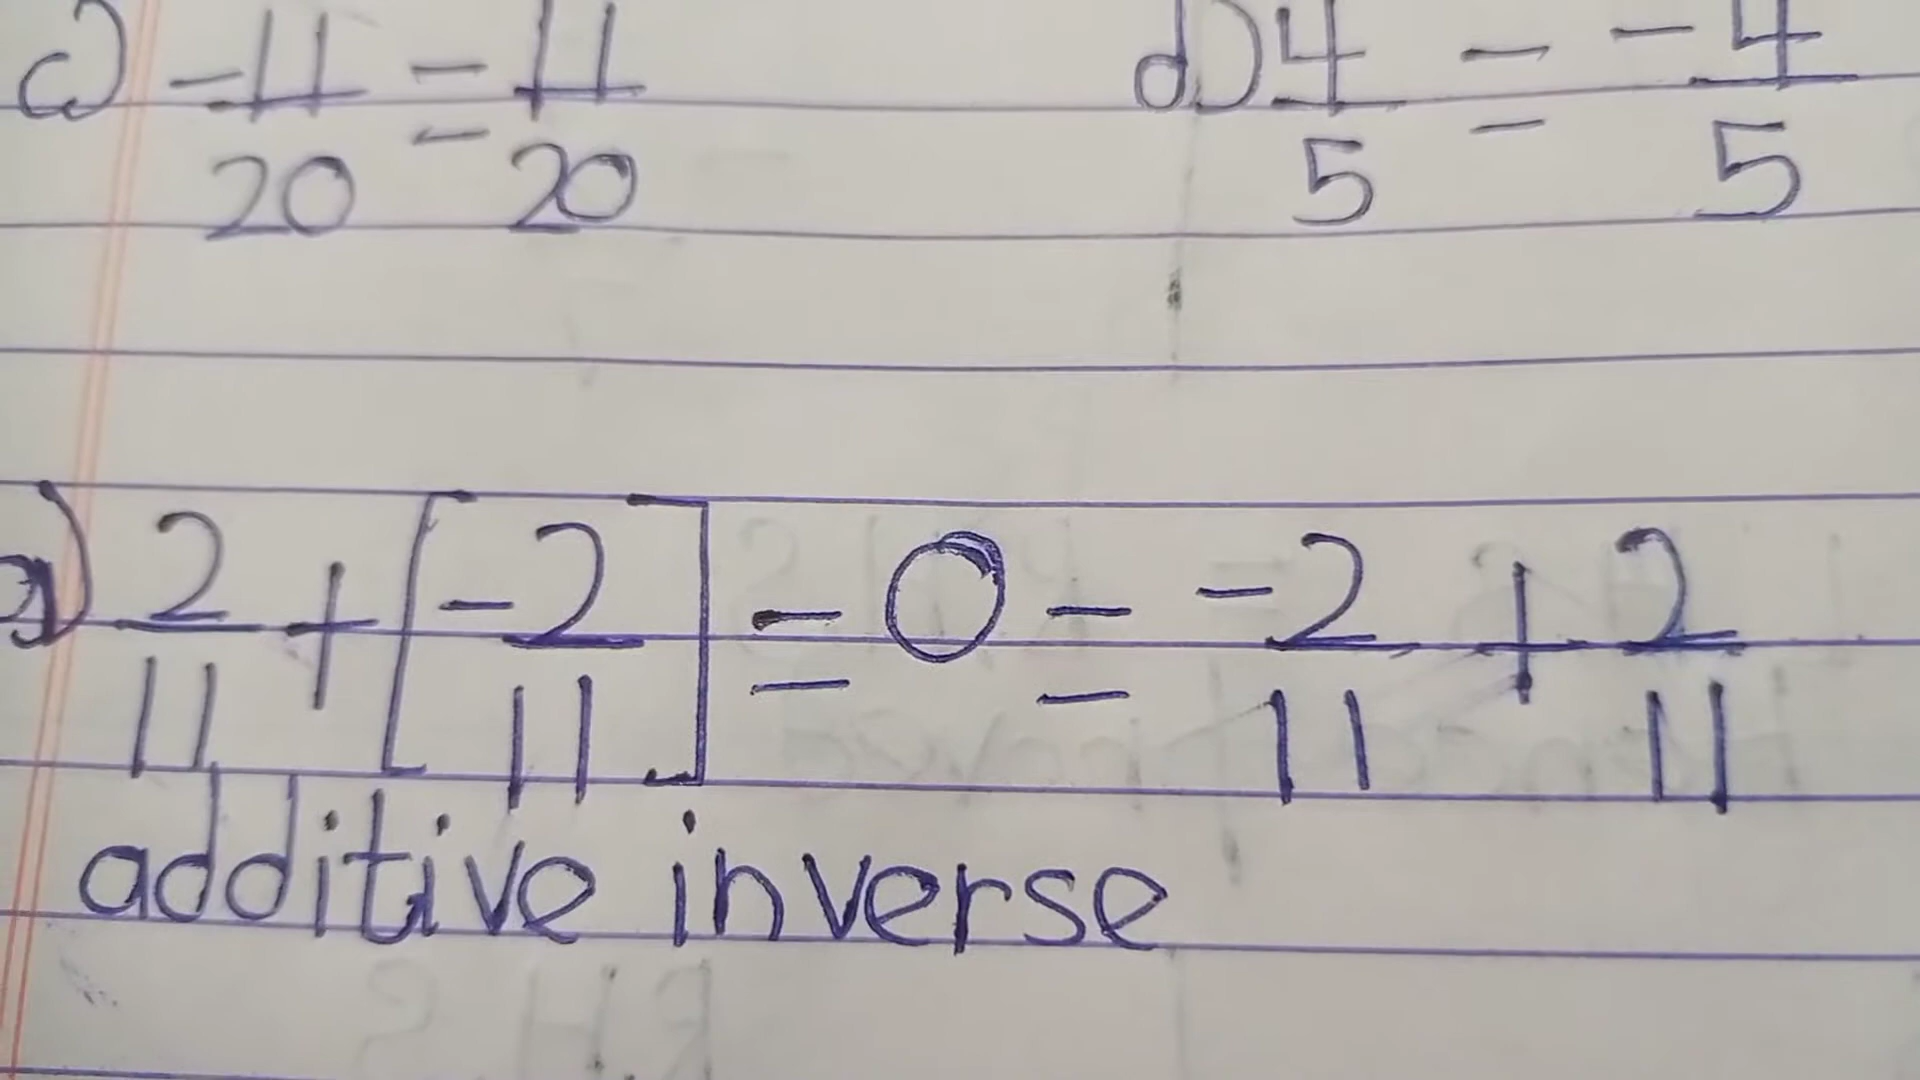 c) -11/20 = 11/20 d) 4/5 = -4/5
a) 2/11 + [-2/11] = 0 = -2/11 + 2/11
additive inverse